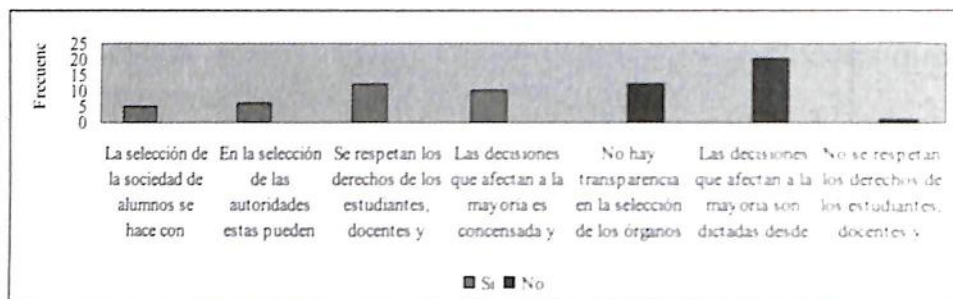 Frecuenc
25
20
15
10
5
0
La selección de
la sociedad de
alumnos se
hace con
En la selección
de las
autoridades
estas pueden
Se respetan los
derechos de los
estudiantes,
docentes y
Las decisiones
que afectan a la
mayoría es
concensada y
No hay
transparencia
en la selección
de los órganos
Las decisiones
que afectan a la
mayoría son
dictadas desde
No se respetan
los derechos de
los estudiantes,
docentes y
Si No